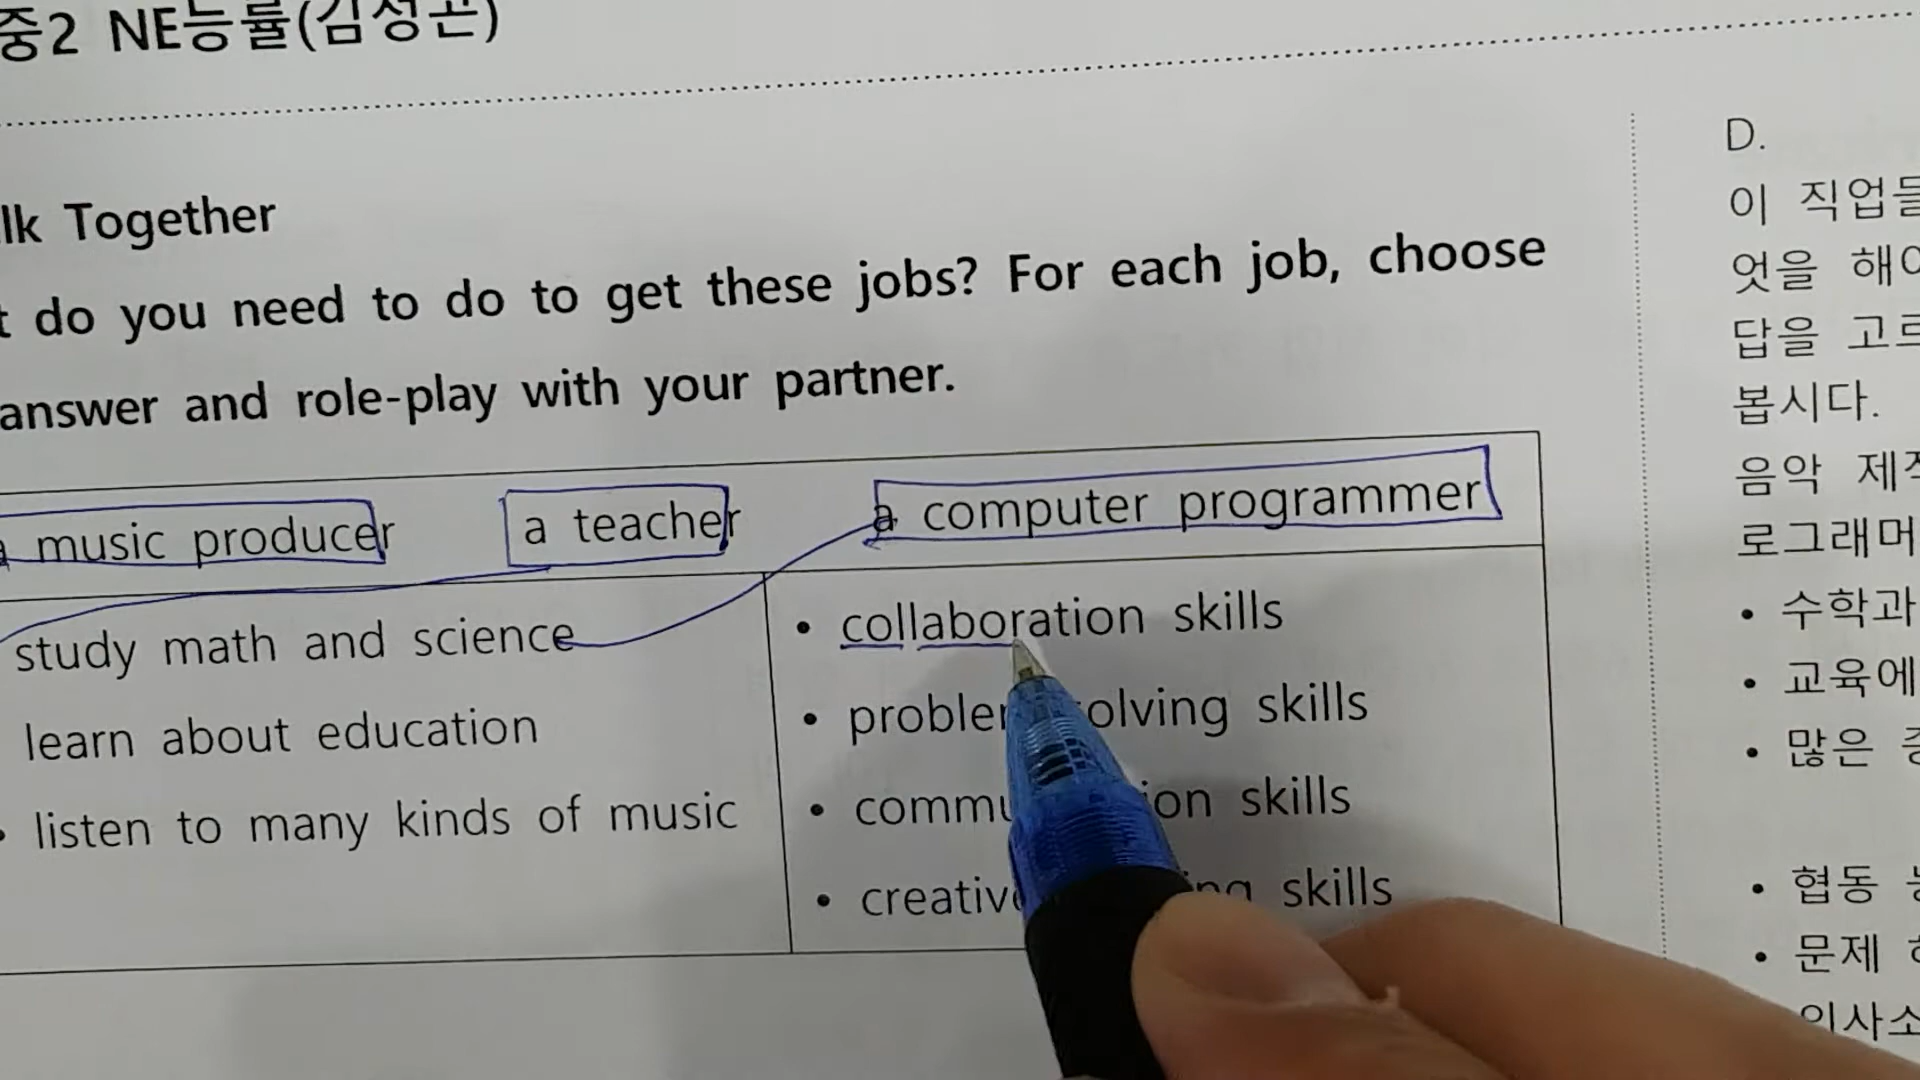 중2 NE능률(김성곤)
Together
do you need to do to get these jobs? For each job, choose
answer and role-play with your partner.
a music producer a teacher a computer programmer
study math and science
learn about education
• listen to many kinds of music
• collaboration skills
• skills
• skills
• skills
D.
이 직업
엇을
답을
봅시다.
음악
로그래머
• 수학과
• 교육에
• 많은
• 협동
• 문제